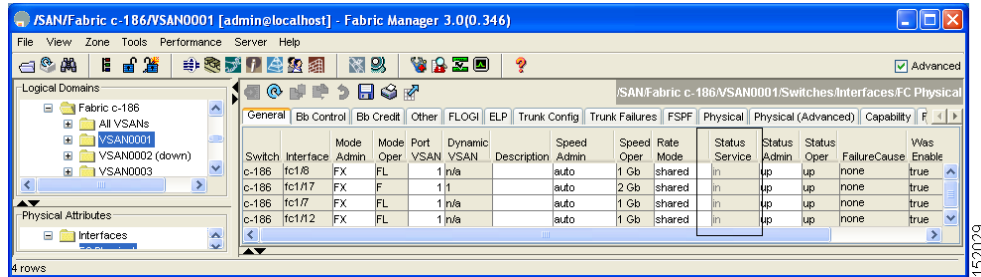 /SAN/Fabric c-186/VSAN0001 [admin@localhost] - Fabric Manager 3.0(0.346)
File View Zone Tools Performance Server Help
Advanced
Logical Domains
/SAN/Fabric c-186/VSAN0001/Switches/Interfaces/FC Physical
Fabric c-186
All VSANs
VSAN0001
VSAN0002 (down)
VSAN0003
General Bb Control Bb Credit Other FLOGI ELP Trunk Config Trunk Failures FSPF Physical Physical (Advanced) Capability F
Switch Interface Mode Admin Mode Oper Port VSAN Dynamic VSAN Description Speed Admin Speed Oper Rate Mode Status Service Status Admin Status Oper FailureCause Was Enable
c-186 fc1/8 FX FL 1 n/a auto 1 Gb shared in up up none true
c-186 fc1/17 FX F 1 1 auto 2 Gb shared in up up none true
c-186 fc1/7 FX FL 1 n/a auto 1 Gb shared in up up none true
c-186 fc1/12 FX FL 1 n/a auto 1 Gb shared in up up none true
Physical Attributes
Interfaces
4 rows
152029